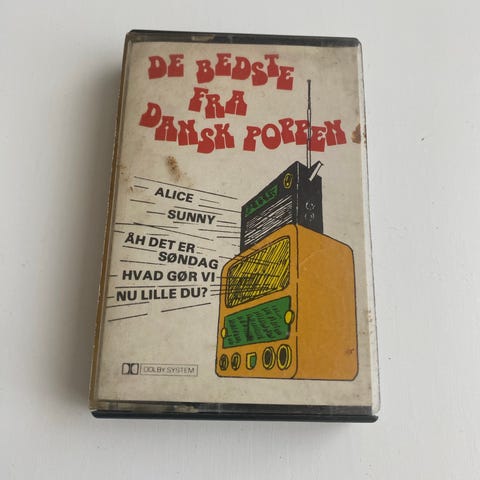 DE BEDSTE
FRA
DANSK POPPEN
ALICE
SUNNY
ÅH DET ER
SØNDAG
HVAD GØR VI
NU LILLE DU?
DOLBY SYSTEM